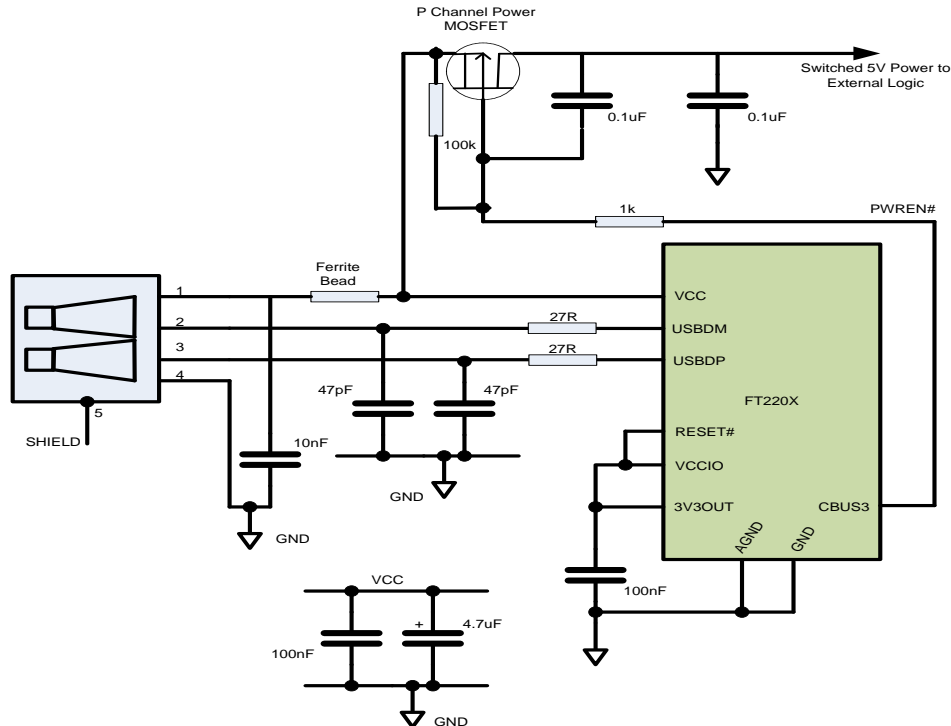 P Channel Power
MOSFET
Switched 5V Power to
External Logic
0.1uF
0.1uF
100k
1k
PWREN#
Ferrite
Bead
1
2
3
4
5
SHIELD
27R
27R
VCC
USBDM
USBDP
FT220X
RESET#
VCCIO
3V3OUT
CBUS3
AGND
GND
47pF
47pF
10nF
GND
GND
100nF
VCC
+
4.7uF
100nF
GND